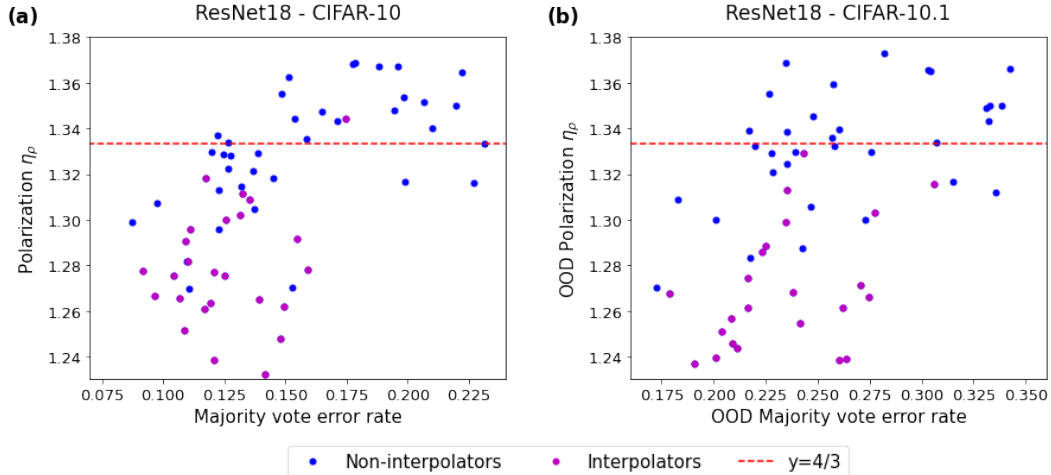 (a)
ResNet18 - CIFAR-10
1.38
1.36
1.34
1.32
1.30
1.28
1.26
1.24
Polarization ηρ
0.075 0.100 0.125 0.150 0.175 0.200 0.225
Majority vote error rate
(b)
ResNet18 - CIFAR-10.1
1.38
1.36
1.34
1.32
1.30
1.28
1.26
1.24
OOD Polarization ηρ
0.175 0.200 0.225 0.250 0.275 0.300 0.325 0.350
OOD Majority vote error rate
Non-interpolators Interpolators y=4/3